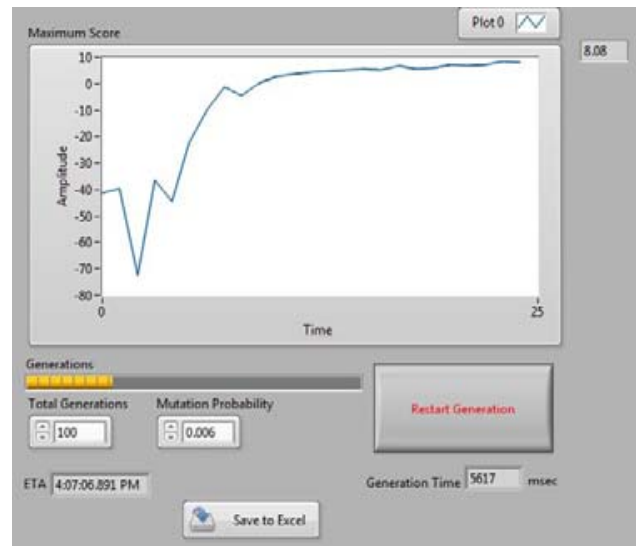 Maximum Score
Plot 0
8.08
10
0
-10
-20
-30
-40
-50
-60
-70
-80
Amplitude
0
25
Time
Generations
Total Generations
Mutation Probability
100
0.006
Restart Generation
ETA 4:07:06.891 PM
Generation Time 5617 msec
Save to Excel